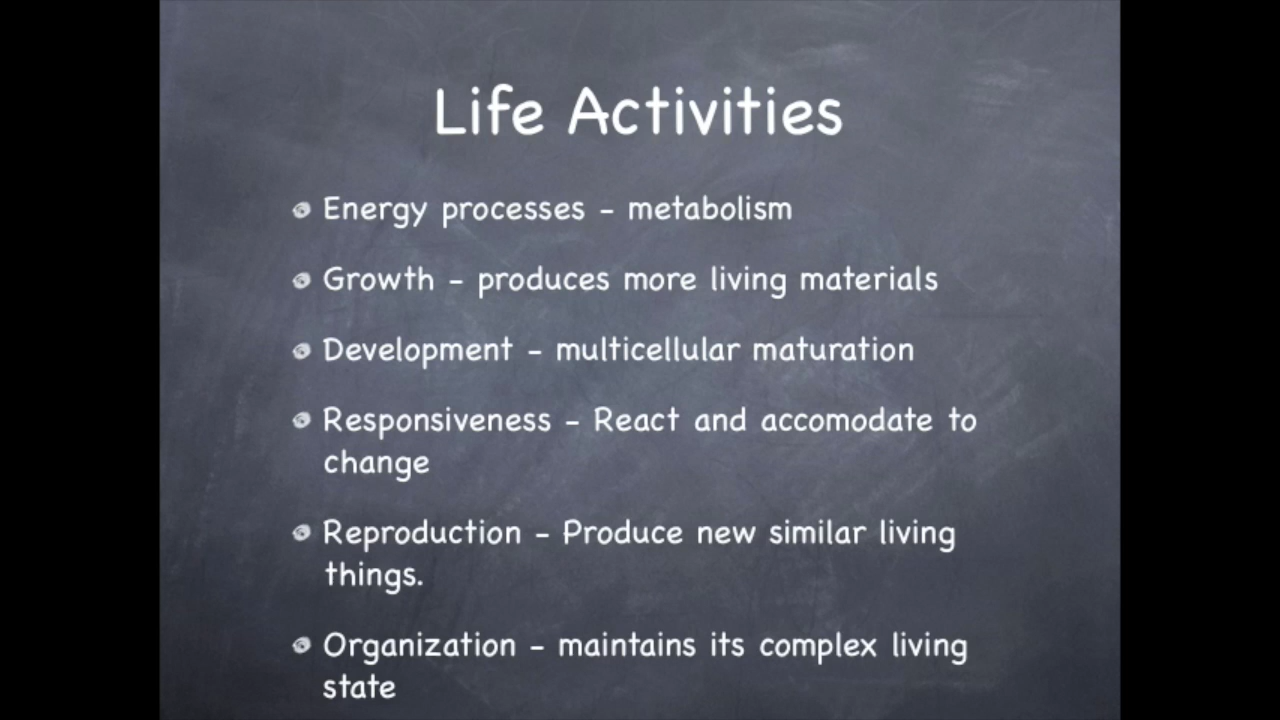 Life Activities
Energy processes - metabolism
Growth - produces more living materials
Development - multicellular maturation
Responsiveness - React and accomodate to
change
Reproduction - Produce new similar living
things.
Organization - maintains its complex living
state